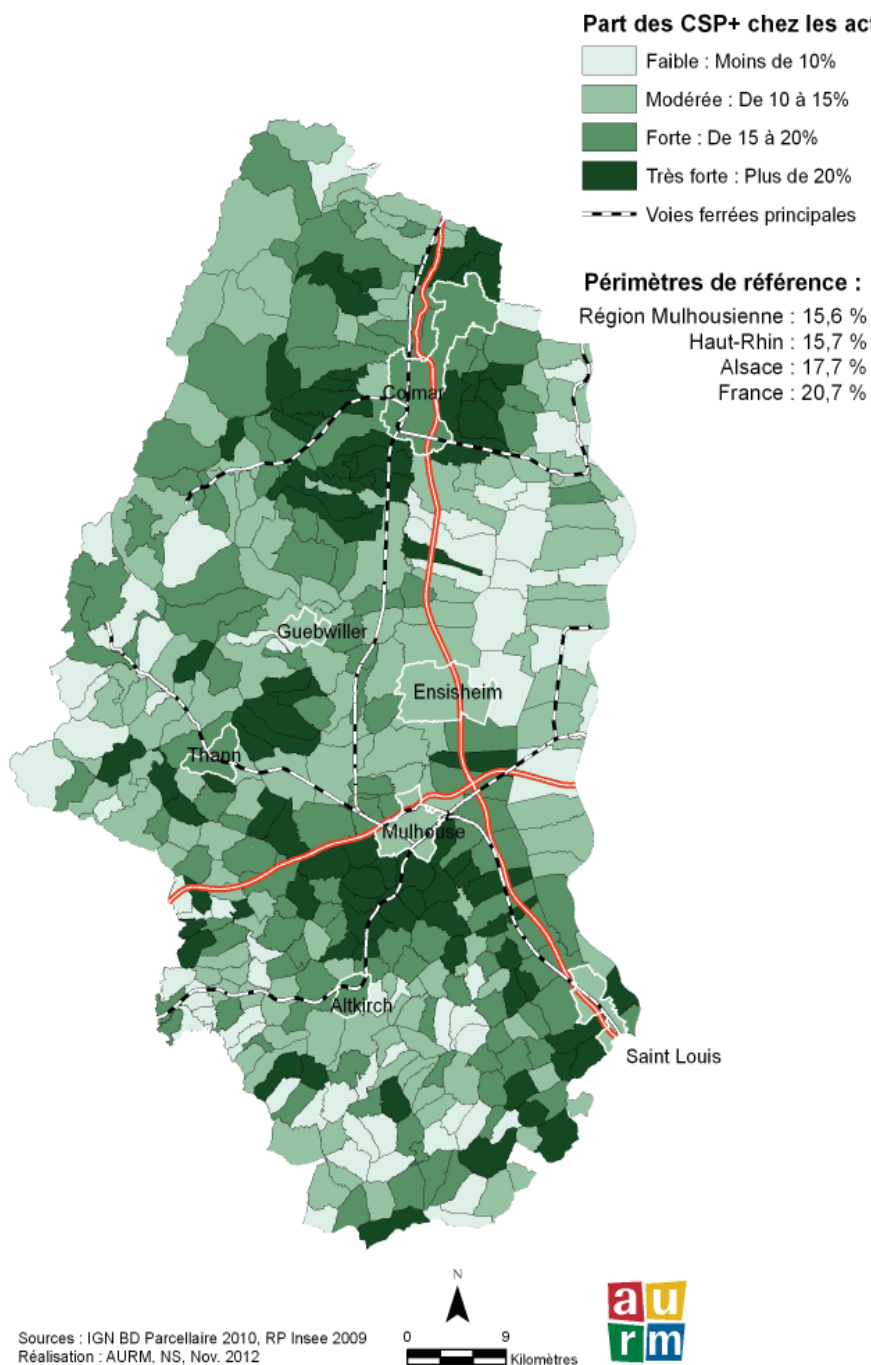 Part des CSP+ chez les act
Faible : Moins de 10%
Modérée : De 10 à 15%
Forte : De 15 à 20%
Très forte : Plus de 20%
Voies ferrées principales
Périmètres de référence :
Région Mulhousienne : 15,6 %
Haut-Rhin : 15,7 %
Alsace : 17,7 %
France : 20,7 %
Colmar
Guebwiller
Ensisheim
Thann
Mulhouse
Altkirch
Saint Louis
N
0 9
Kilomètres
Sources : IGN BD Parcellaire 2010, RP Insee 2009
Réalisation : AURM, NS, Nov. 2012
au
rm